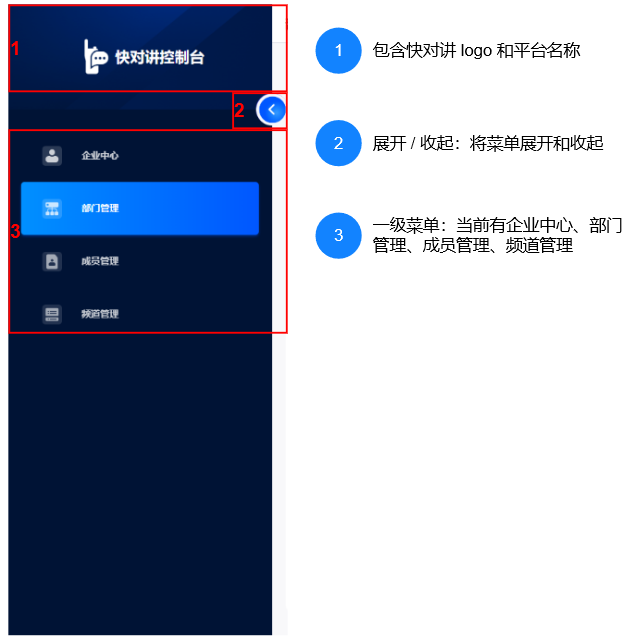 1
快对讲控制台
2
3
企业中心
部门管理
成员管理
频道管理
1
包含快对讲 logo 和平台名称
2
展开 / 收起：将菜单展开和收起
3
一级菜单：当前有企业中心、部门
管理、成员管理、频道管理